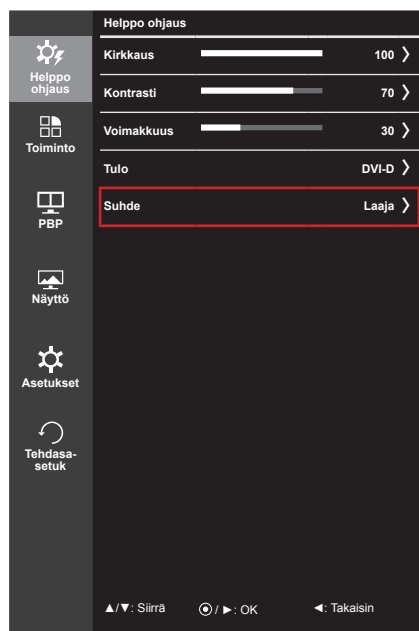 Helppo ohjaus
Helppo
ohjaus
Kirkkaus 100
Kontrasti 70
Voimakkuus 30
Tulo DVI-D
Suhde Laaja
Toiminto
PBP
Näyttö
Asetukset
Tehdasa-
setuk
▲/▼: Siirrä ⦿ / ►: OK ◄: Takaisin